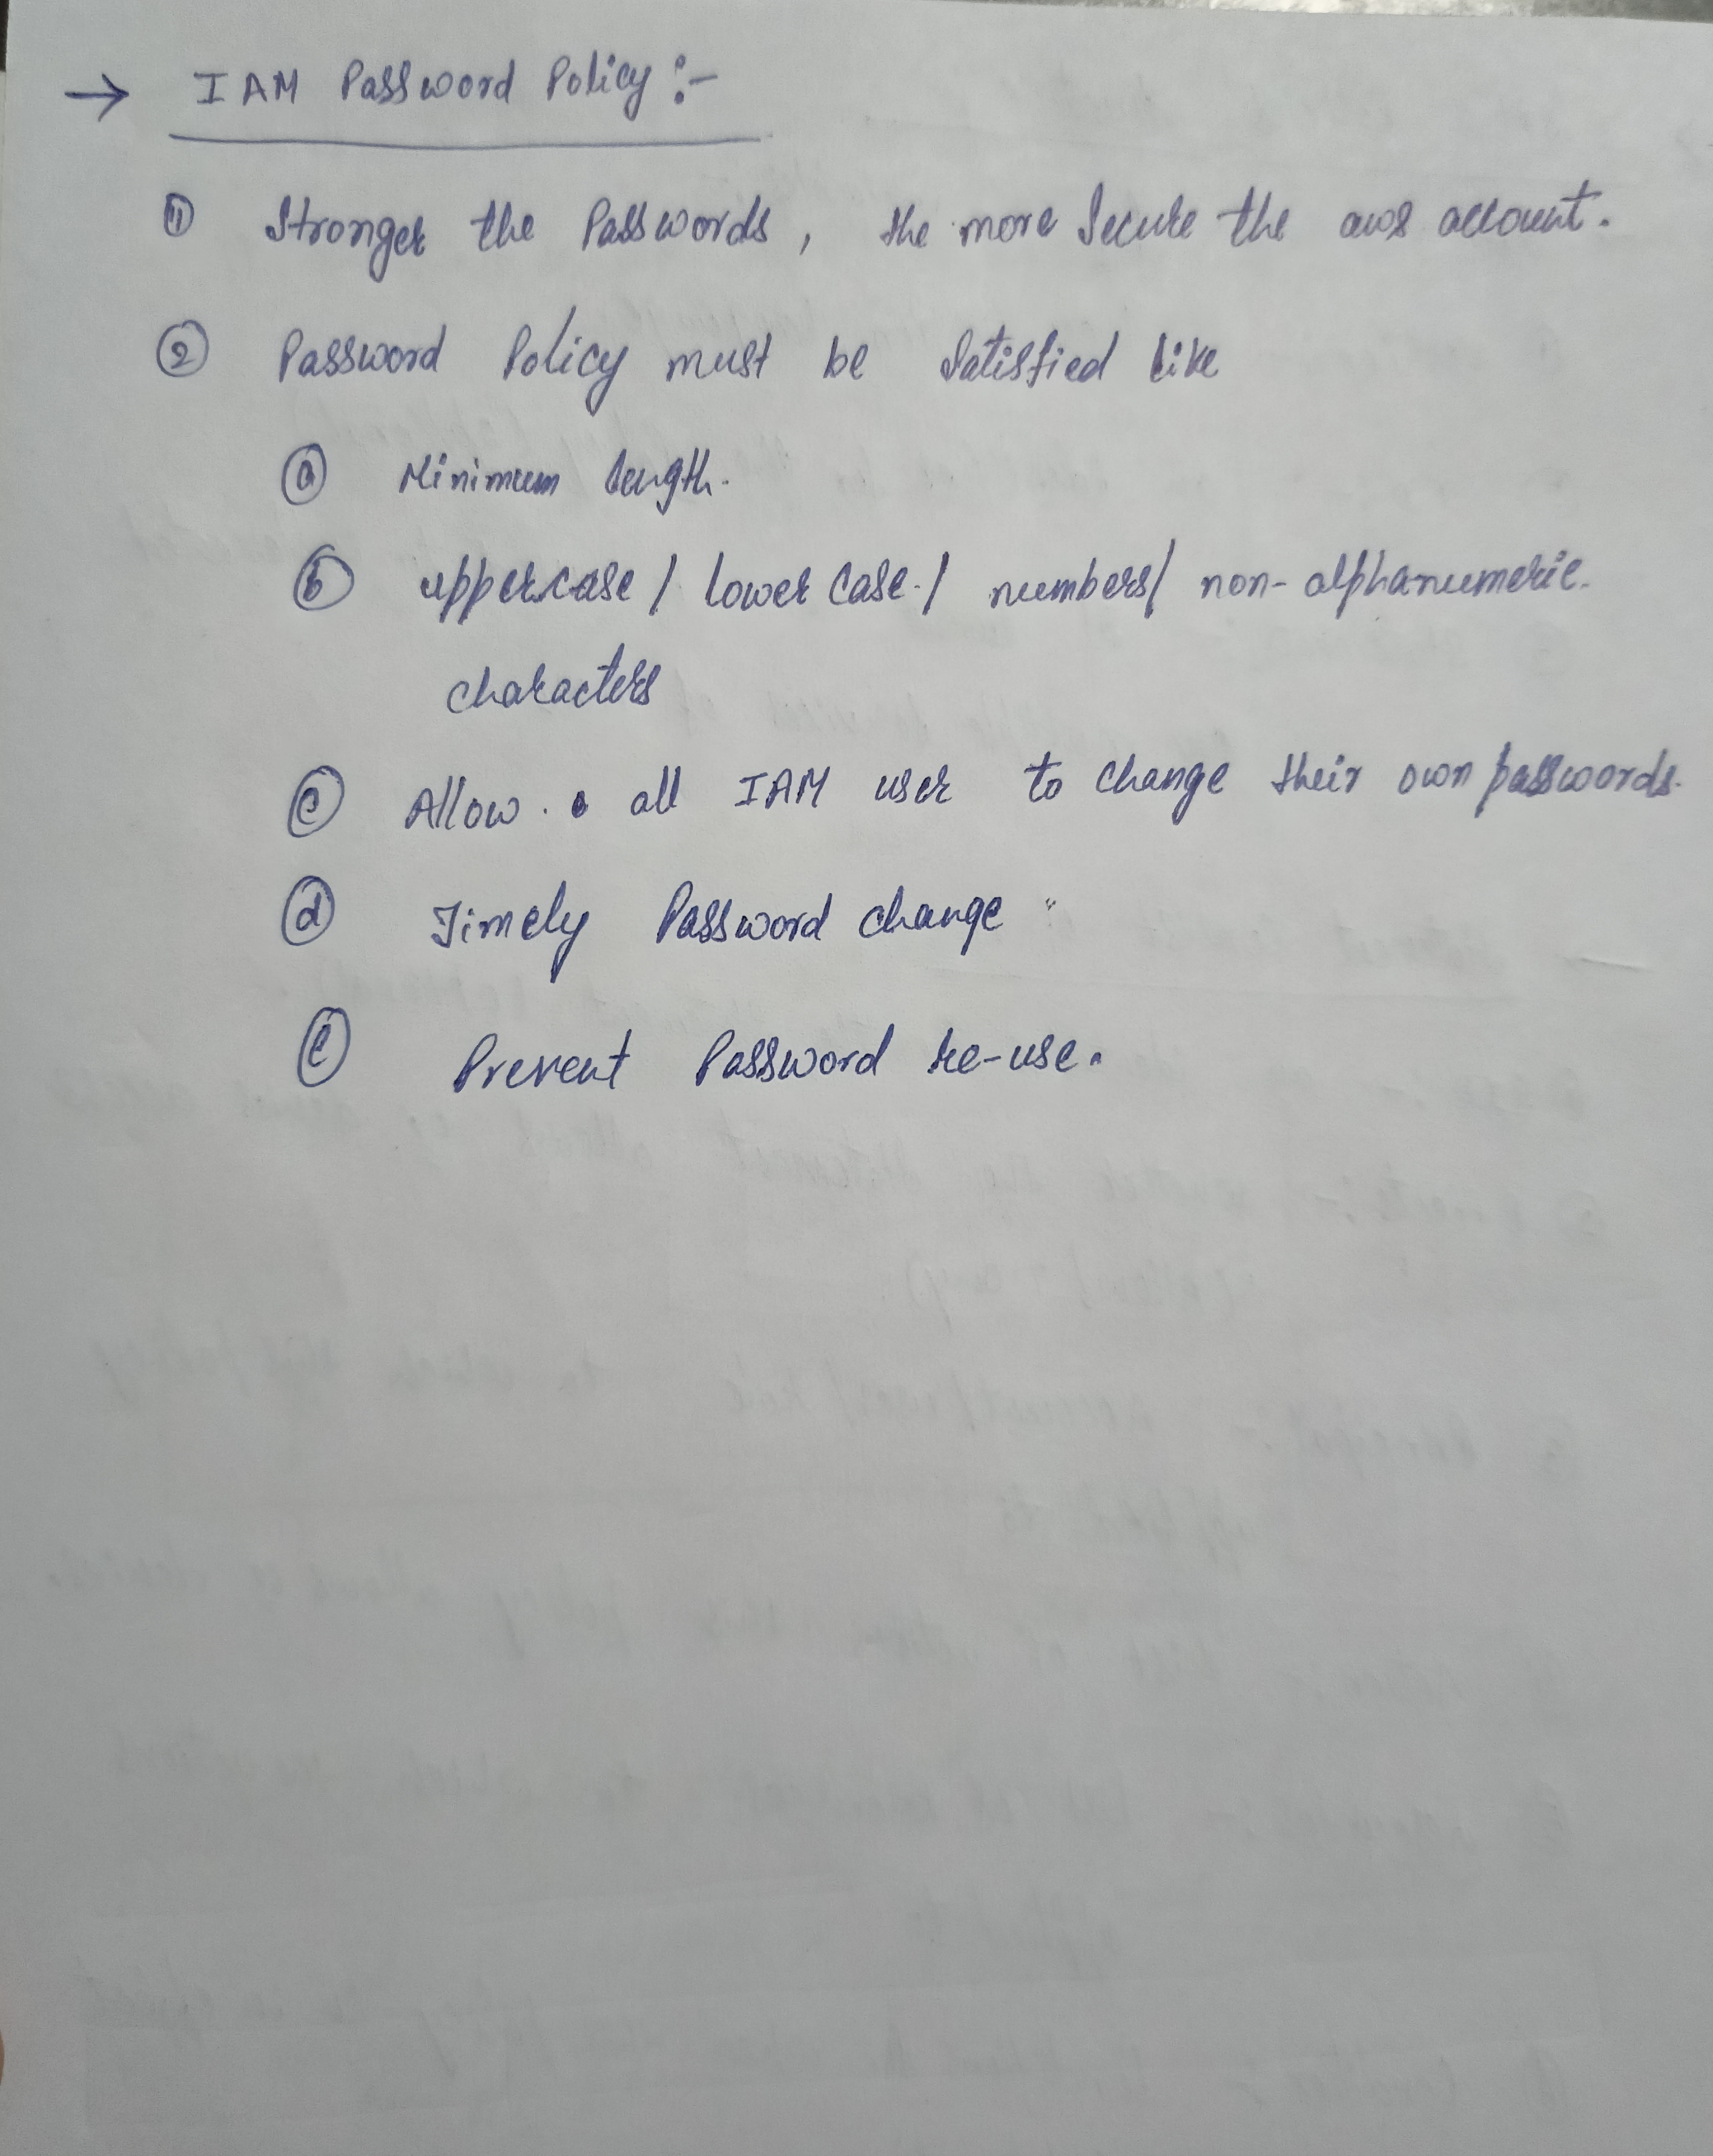 → IAM Password Policy :-
① Stronger the Passwords, the more Secure the aws account.
② Password Policy must be Satisfied like
ⓐ Minimum length.
ⓑ uppercase / lower case / numbers / non-alphanumeric
characters
ⓒ Allow all IAM user to change their own passwords.
ⓓ Timely Password change
ⓔ Prevent Password re-use.